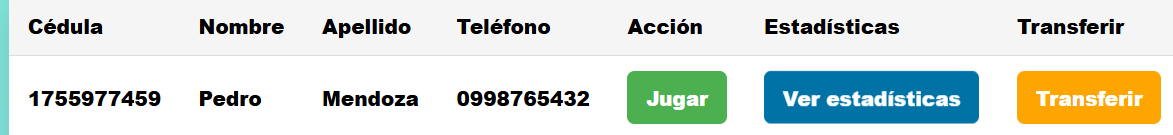 Cédula Nombre Apellido Teléfono Acción Estadísticas Transferir
1755977459 Pedro Mendoza 0998765432 Jugar Ver estadísticas Transferir